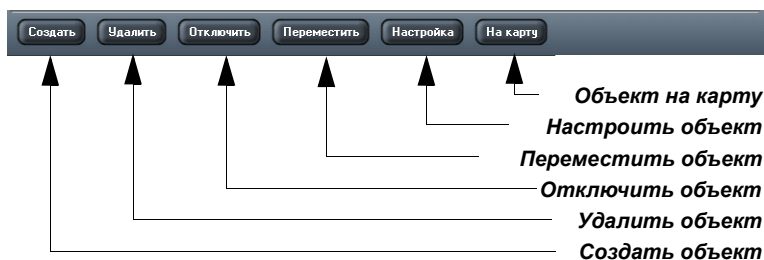 Создать Удалить Отключить Переместить Настройка На карту
Объект на карту
Настроить объект
Переместить объект
Отключить объект
Удалить объект
Создать объект